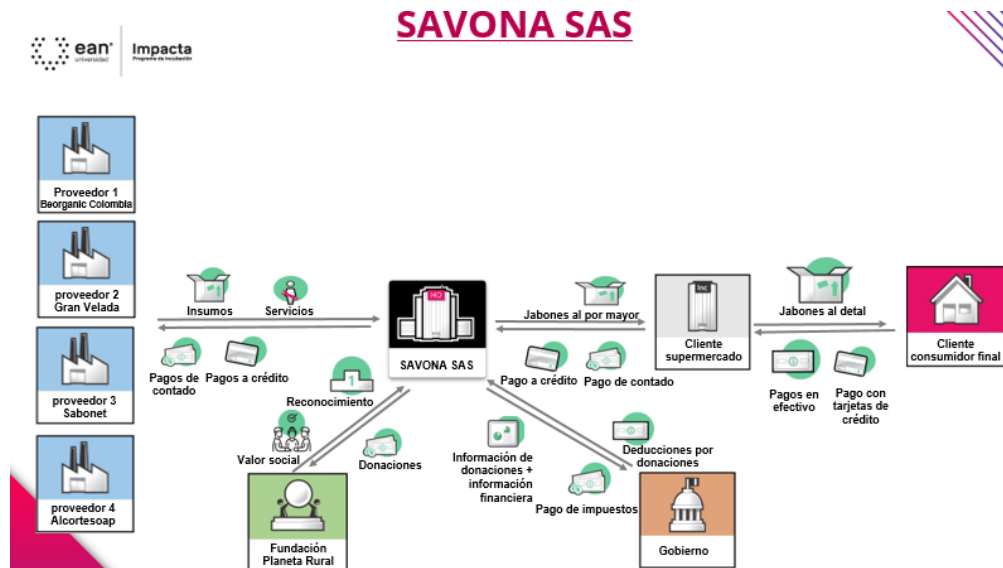 SAVONA SAS
ean®
universidad
Impacta
Programa de Incubación
Proveedor 1
Beorganic Colombia
proveedor 2
Gran Velada
proveedor 3
Sabonet
proveedor 4
Alcortesoap
Insumos
Servicios
Pagos de
contado
Pagos a crédito
HQ
SAVONA SAS
Reconocimiento
1
Valor social
Donaciones
Fundación
Planeta Rural
Información de
donaciones +
información
financiera
Deducciones por
donaciones
Pago de impuestos
Gobierno
Jabones al por mayor
Pago a crédito
Pago de contado
Inc
Cliente
supermercado
Jabones al detal
Pagos en
efectivo
Pago con
tarjetas de
crédito
Cliente
consumidor final